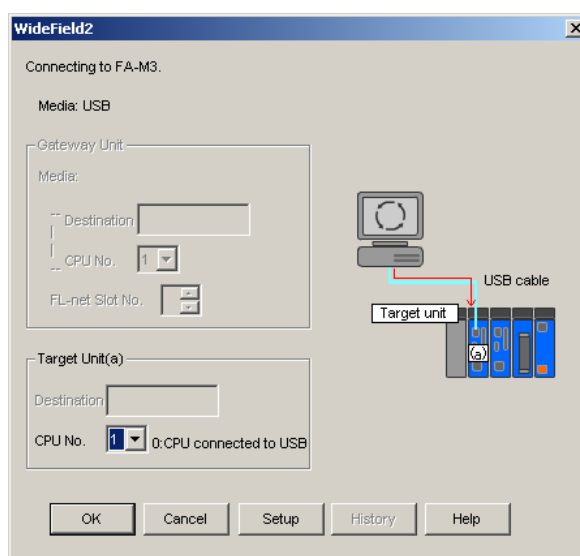 WideField2
Connecting to FA-M3.
Media: USB
Gateway Unit
Media:
Destination
CPU No. 1
FL-net Slot No.
USB cable
Target unit
(a)
Target Unit(a)
Destination
CPU No. 1 0:CPU connected to USB
OK Cancel Setup History Help